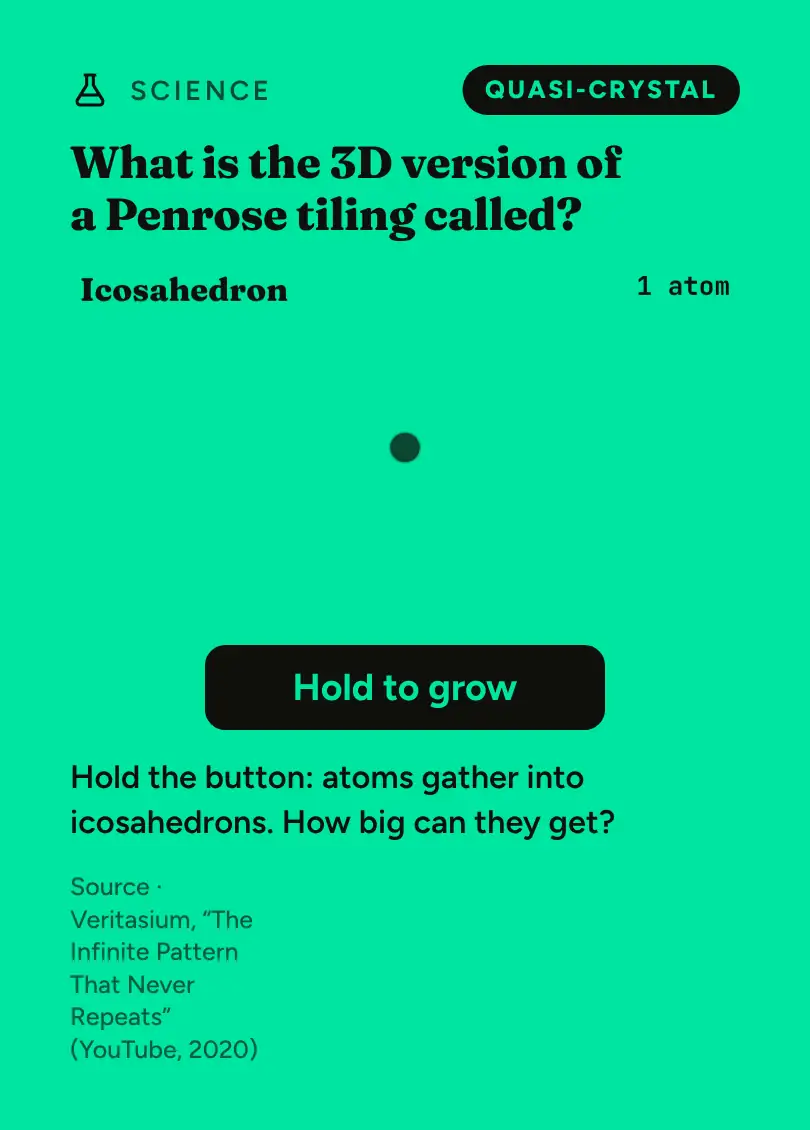 SCIENCE
QUASI-CRYSTAL
What is the 3D version of
a Penrose tiling called?
Icosahedron
1 atom
Hold to grow
Hold the button: atoms gather into
icosahedrons. How big can they get?
Source ·
Veritasium, “The
Infinite Pattern
That Never
Repeats”
(YouTube, 2020)